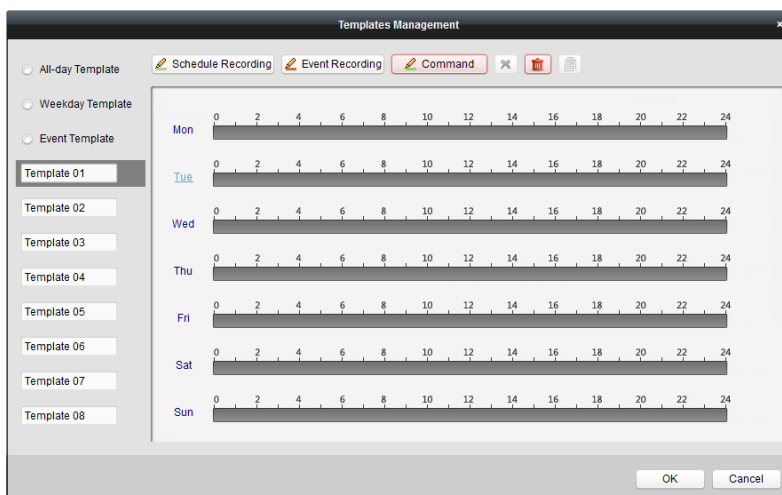 Templates Management
All-day Template
Weekday Template
Event Template
Template 01
Template 02
Template 03
Template 04
Template 05
Template 06
Template 07
Template 08
Schedule Recording Event Recording Command
0 2 4 6 8 10 12 14 16 18 20 22 24
Mon
0 2 4 6 8 10 12 14 16 18 20 22 24
Tue
0 2 4 6 8 10 12 14 16 18 20 22 24
Wed
0 2 4 6 8 10 12 14 16 18 20 22 24
Thu
0 2 4 6 8 10 12 14 16 18 20 22 24
Fri
0 2 4 6 8 10 12 14 16 18 20 22 24
Sat
0 2 4 6 8 10 12 14 16 18 20 22 24
Sun
OK Cancel